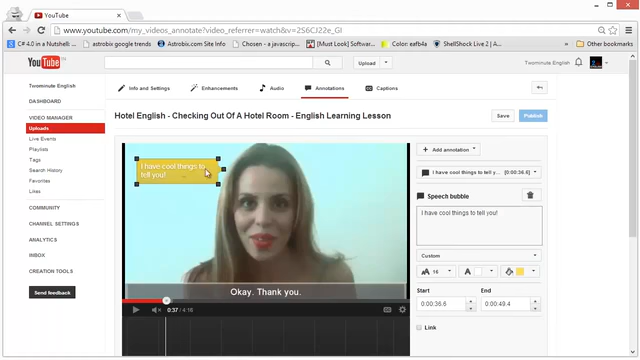 YouTube
www.youtube.com/my_videos_annotate?video_referrer=watch&v=2S6CJ22e_GI
C# 4.0 in a Nutshell:
astrobix google trends
Astrobix.com Site Info
Chosen - a javascrip
[Must Look] Software
Color: eafb4a
ShellShock Live 2 | A
Other bookmarks
YouTube
Upload
Twominute English
Twominute English
DASHBOARD
VIDEO MANAGER
Uploads
Live Events
Playlists
Tags
Search History
Favorites
Likes
COMMUNITY
CHANNEL SETTINGS
ANALYTICS
INBOX
CREATION TOOLS
Send feedback
Info and Settings
Enhancements
Audio
Annotations
Captions
Hotel English - Checking Out Of A Hotel Room - English Learning Lesson
Save
Publish
I have cool things to
tell you!
Okay. Thank you.
0:37 / 4:16
+ Add annotation
I have cool things to tell y... (0:00:36.6)
Speech bubble
I have cool things to tell you!
Custom
AA 16
A
Start
End
0:00:36.6
0:00:49.4
Link